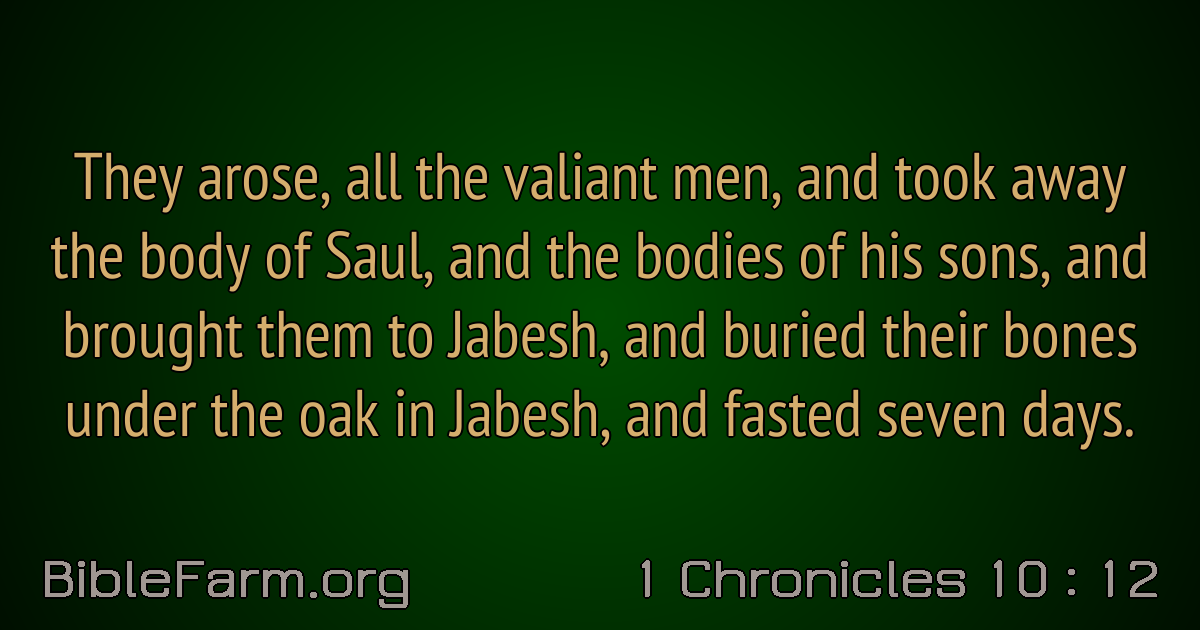 They arose, all the valiant men, and took away
the body of Saul, and the bodies of his sons, and
brought them to Jabesh, and buried their bones
under the oak in Jabesh, and fasted seven days.
BibleFarm.org
1 Chronicles 10 : 12